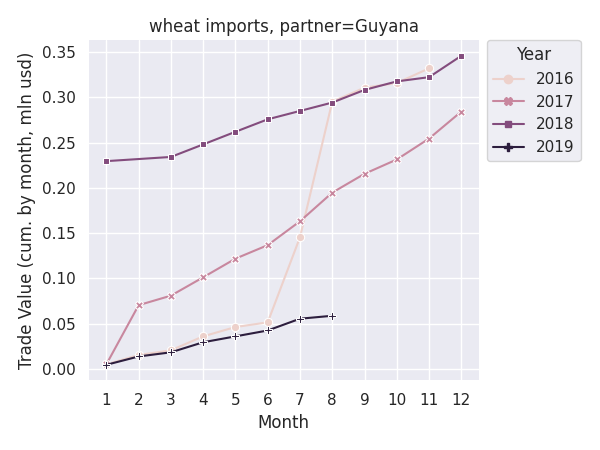 wheat imports, partner=Guyana
Trade Value (cum. by month, mln usd)
0.35
0.30
0.25
0.20
0.15
0.10
0.05
0.00
1 2 3 4 5 6 7 8 9 10 11 12
Month
Year
2016
2017
2018
2019